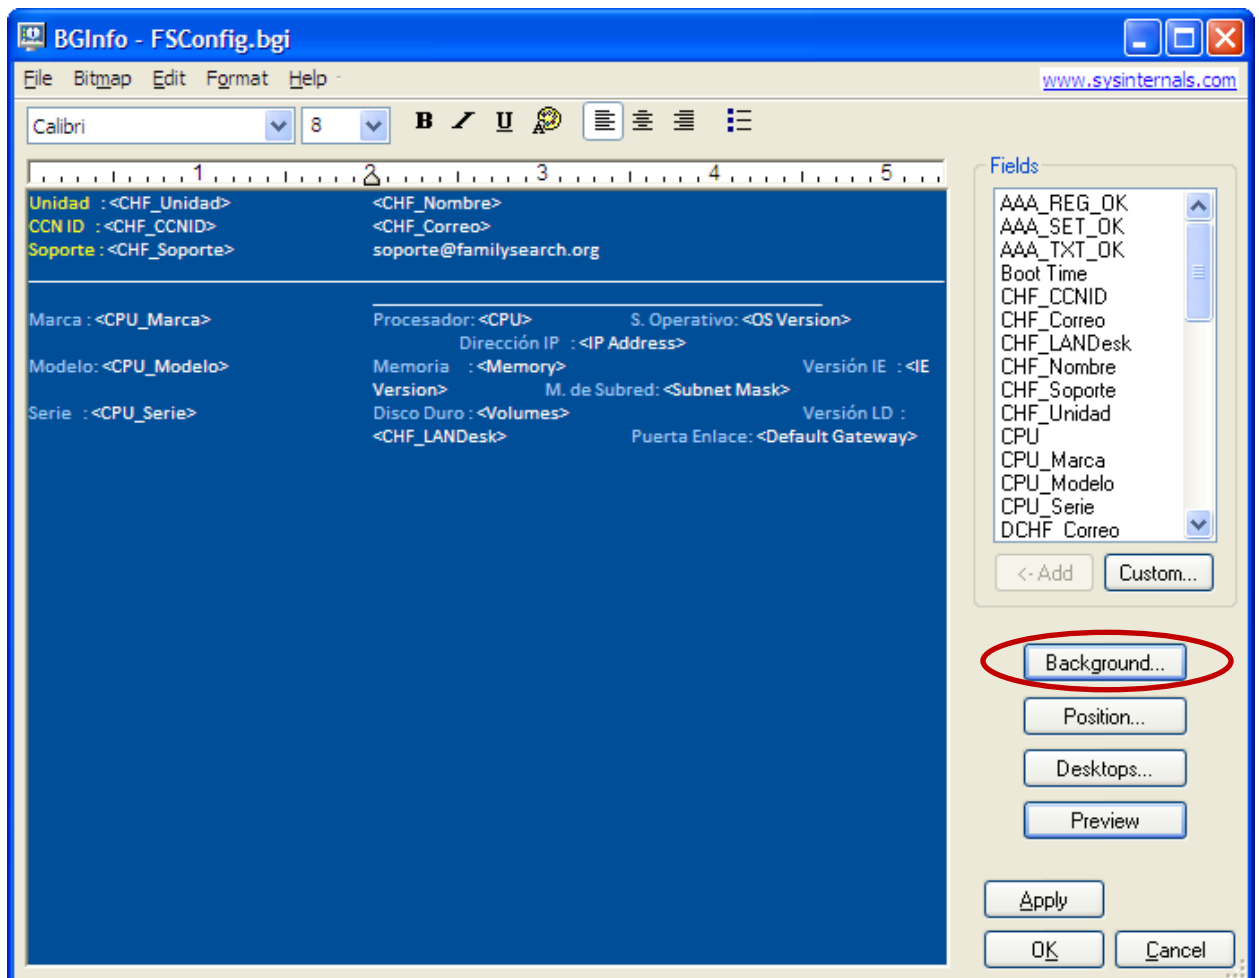 BGInfo - FSConfig.bgi
File Bitmap Edit Format Help
www.sysinternals.com
Calibri 8 B I U
1 2 3 4 5
Unidad : <CHF_Unidad> <CHF_Nombre>
CCN ID : <CHF_CCNID> <CHF_Correo>
Soporte : <CHF_Soporte> soporte@familysearch.org
Marca : <CPU_Marca> Procesador: <CPU> S. Operativo: <OS Version>
Dirección IP : <IP Address>
Modelo: <CPU_Modelo> Memoria : <Memory> Versión IE : <IE
Version> M. de Subred: <Subnet Mask>
Serie : <CPU_Serie> Disco Duro : <Volumes> Versión LD :
<CHF_LANDesk> Puerta Enlace: <Default Gateway>
Fields
AAA_REG_OK
AAA_SET_OK
AAA_TXT_OK
Boot Time
CHF_CCNID
CHF_Correo
CHF_LANDesk
CHF_Nombre
CHF_Soporte
CHF_Unidad
CPU
CPU_Marca
CPU_Modelo
CPU_Serie
DCHF_Correo
<- Add Custom...
Background...
Position...
Desktops...
Preview
Apply
OK Cancel